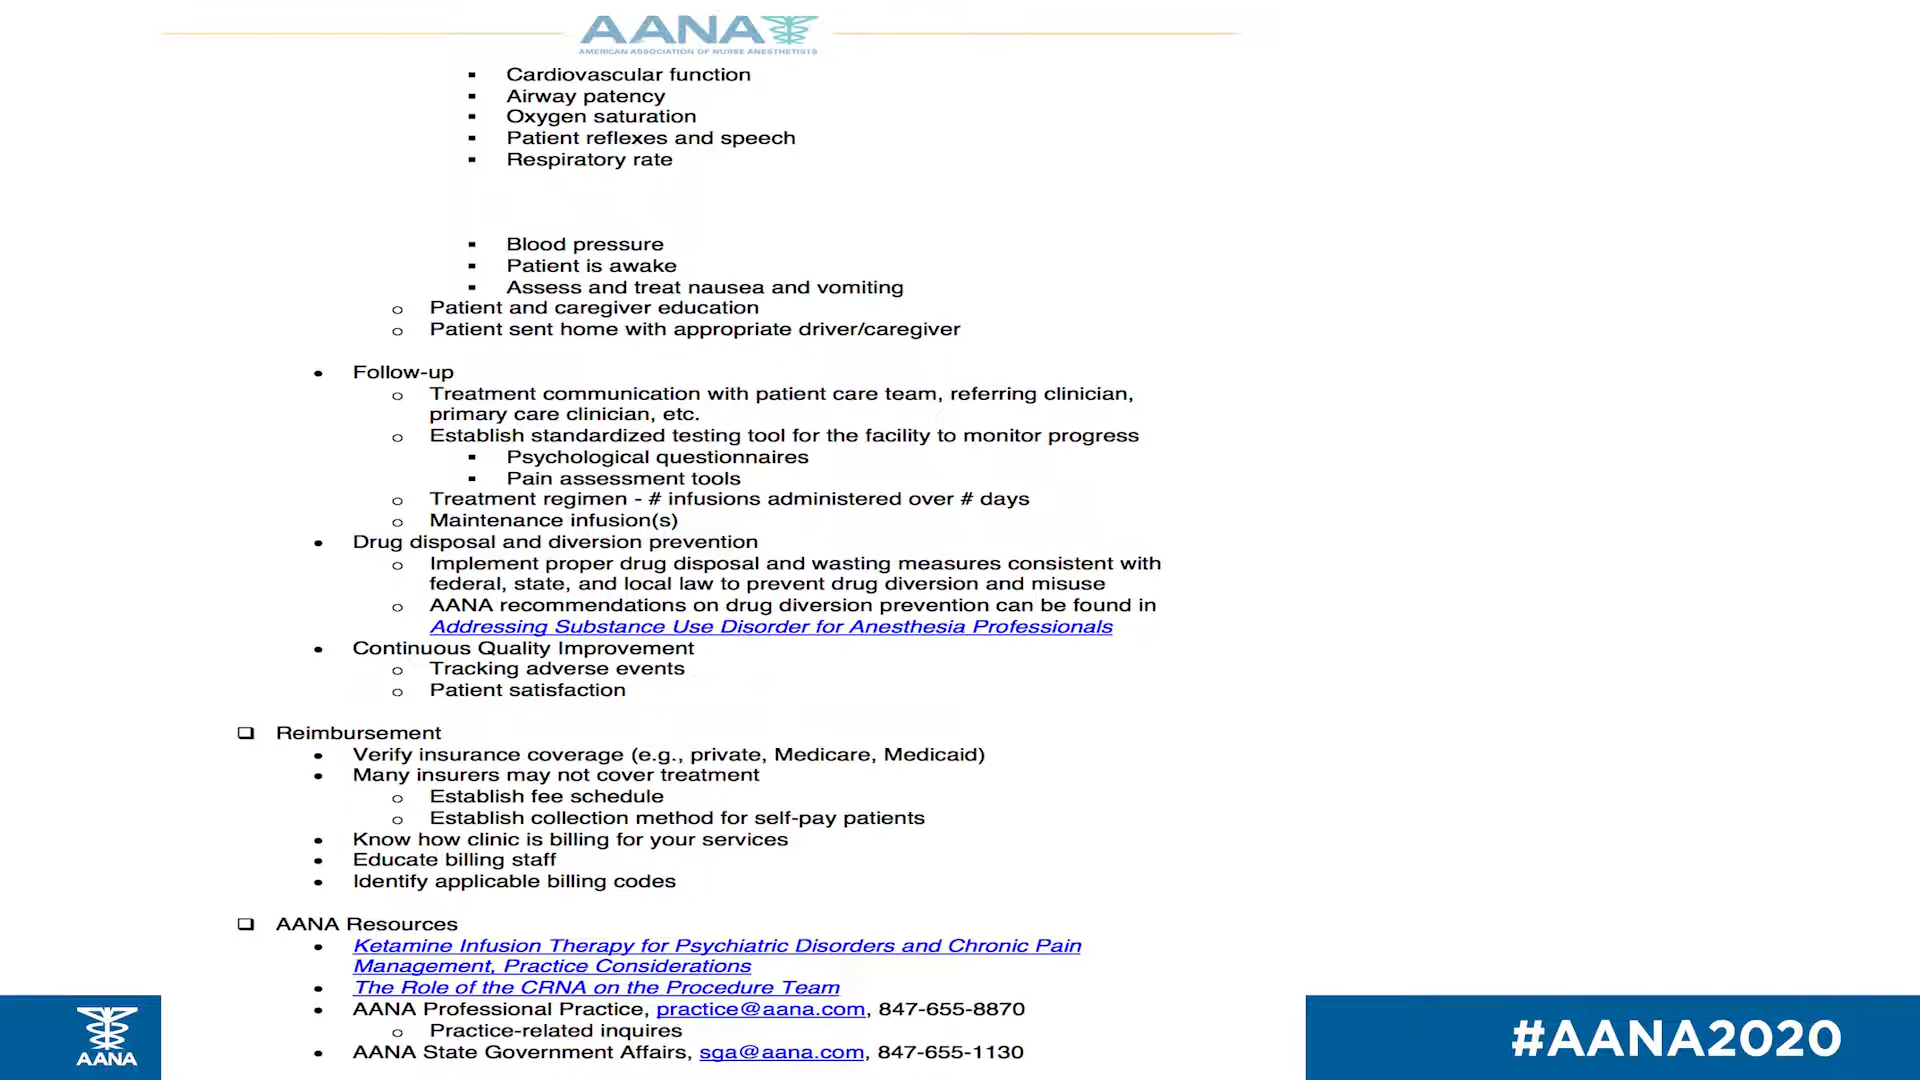 AANA
AMERICAN ASSOCIATION OF NURSE ANESTHETISTS
▪ Cardiovascular function
▪ Airway patency
▪ Oxygen saturation
▪ Patient reflexes and speech
▪ Respiratory rate
▪ Blood pressure
▪ Patient is awake
▪ Assess and treat nausea and vomiting
o Patient and caregiver education
o Patient sent home with appropriate driver/caregiver
• Follow-up
o Treatment communication with patient care team, referring clinician,
primary care clinician, etc.
o Establish standardized testing tool for the facility to monitor progress
▪ Psychological questionnaires
▪ Pain assessment tools
o Treatment regimen - # infusions administered over # days
o Maintenance infusion(s)
• Drug disposal and diversion prevention
o Implement proper drug disposal and wasting measures consistent with
federal, state, and local law to prevent drug diversion and misuse
o AANA recommendations on drug diversion prevention can be found in
Addressing Substance Use Disorder for Anesthesia Professionals
• Continuous Quality Improvement
o Tracking adverse events
o Patient satisfaction
❑ Reimbursement
• Verify insurance coverage (e.g., private, Medicare, Medicaid)
• Many insurers may not cover treatment
o Establish fee schedule
o Establish collection method for self-pay patients
• Know how clinic is billing for your services
• Educate billing staff
• Identify applicable billing codes
❑ AANA Resources
• Ketamine Infusion Therapy for Psychiatric Disorders and Chronic Pain
Management, Practice Considerations
• The Role of the CRNA on the Procedure Team
• AANA Professional Practice, practice@aana.com, 847-655-8870
o Practice-related inquires
• AANA State Government Affairs, sga@aana.com, 847-655-1130
AANA
#AANA2020